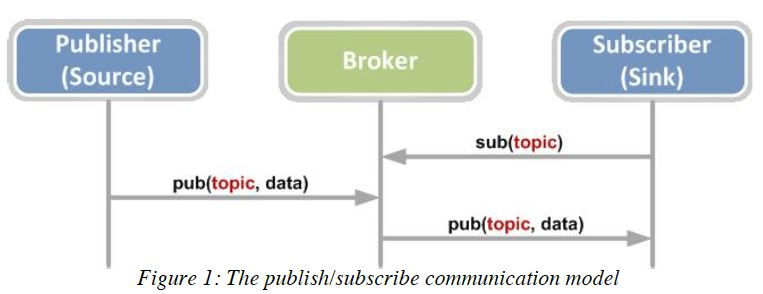 Publisher
(Source)
Broker
Subscriber
(Sink)
sub(topic)
pub(topic, data)
pub(topic, data)
Figure 1: The publish/subscribe communication model